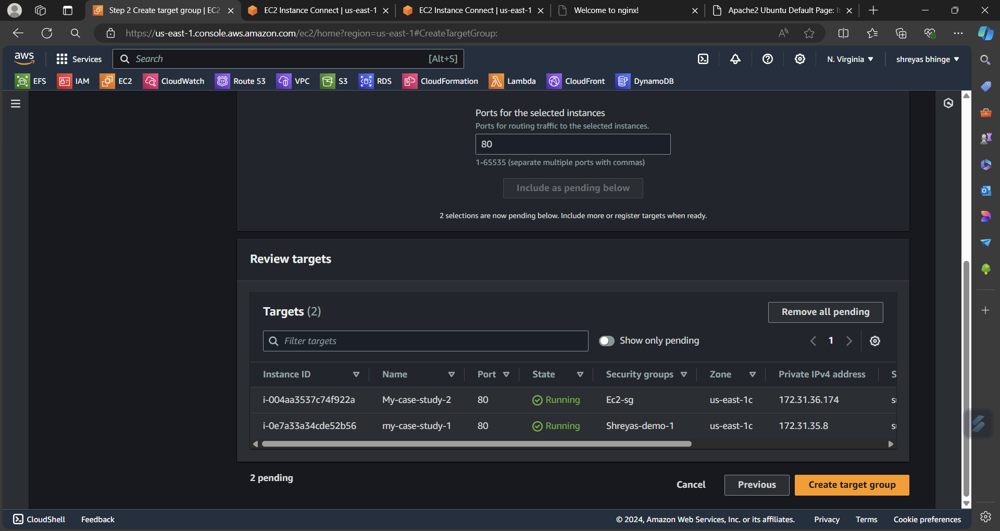 Step 2 Create target group | EC2
EC2 Instance Connect | us-east-1
EC2 Instance Connect | us-east-1
Welcome to nginx!
Apache2 Ubuntu Default Page: It
https://us-east-1.console.aws.amazon.com/ec2/home?region=us-east-1#CreateTargetGroup:
aws
Services
Search
[Alt+S]
N. Virginia
shreyas bhinge
EFS
IAM
EC2
CloudWatch
Route 53
VPC
S3
RDS
CloudFormation
Lambda
CloudFront
DynamoDB
Ports for the selected instances
Ports for routing traffic to the selected instances.
80
1-65535 (separate multiple ports with commas)
Include as pending below
2 selections are now pending below. Include more or register targets when ready.
Review targets
Targets (2)
Remove all pending
Filter targets
Show only pending
1
Instance ID Name Port State Security groups Zone Private IPv4 address S
i-004aa3537c74f922a My-case-study-2 80 Running Ec2-sg us-east-1c 172.31.36.174
i-0e7a33a34cde52b56 my-case-study-1 80 Running Shreyas-demo-1 us-east-1c 172.31.35.8
2 pending
Cancel
Previous
Create target group
CloudShell
Feedback
© 2024, Amazon Web Services, Inc. or its affiliates.
Privacy
Terms
Cookie preferences